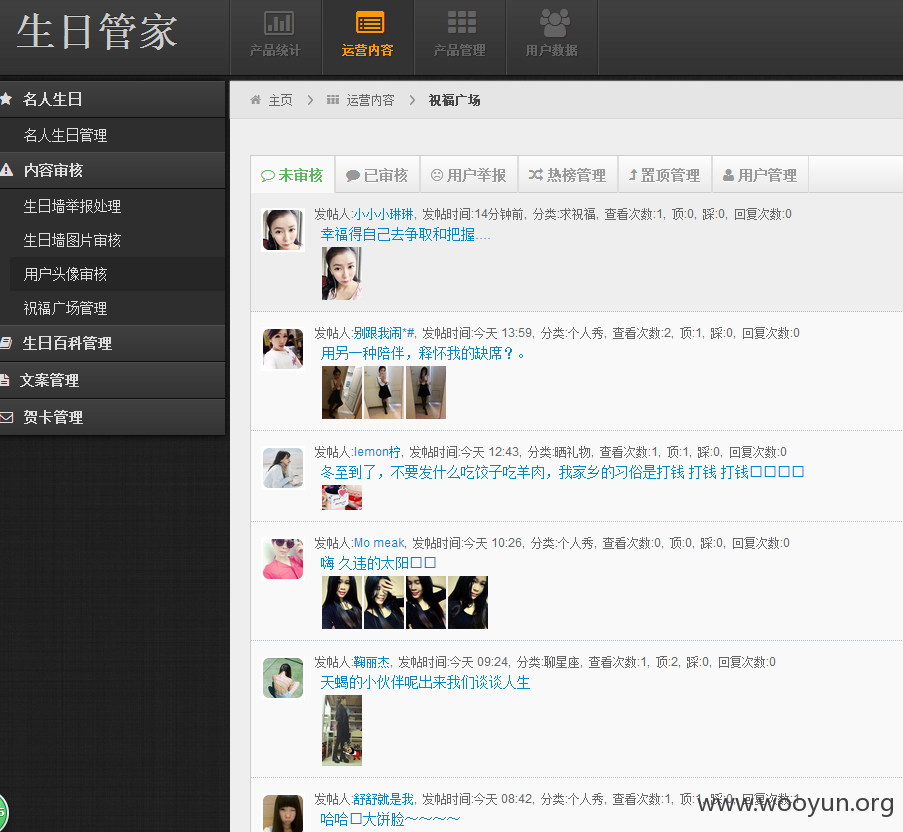 生日管家
产品统计 运营内容 产品管理 用户数据
名人生日
名人生日管理
内容审核
生日墙举报处理
生日墙图片审核
用户头像审核
祝福广场管理
生日百科管理
文案管理
贺卡管理
主页 > 运营内容 > 祝福广场
未审核 已审核 用户举报 热榜管理 置顶管理 用户管理
发帖人:小小小琳琳, 发帖时间:14分钟前, 分类:求祝福, 查看次数:1, 顶:0, 踩:0, 回复次数:0
幸福得自己去争取和把握....
发帖人:别跟我闹*#, 发帖时间:今天 13:59, 分类:个人秀, 查看次数:2, 顶:1, 踩:0, 回复次数:0
用另一种陪伴，释怀我的缺席？。
发帖人:lemon柠, 发帖时间:今天 12:43, 分类:晒礼物, 查看次数:1, 顶:1, 踩:0, 回复次数:0
冬至到了，不要发什么吃饺子吃羊肉，我家乡的习俗是打钱 打钱 打钱□□□□
发帖人:Mo meak, 发帖时间:今天 10:26, 分类:个人秀, 查看次数:0, 顶:0, 踩:0, 回复次数:0
嗨 久违的太阳□□
发帖人:鞠丽杰, 发帖时间:今天 09:24, 分类:聊星座, 查看次数:1, 顶:2, 踩:0, 回复次数:0
天蝎的小伙伴呢出来我们谈谈人生
发帖人:舒舒就是我, 发帖时间:今天 08:42, 分类:个人秀, 查看次数:1, 顶:1, 踩:0, 回复次数:1
哈哈□大饼脸~~~~
www.wooyun.org